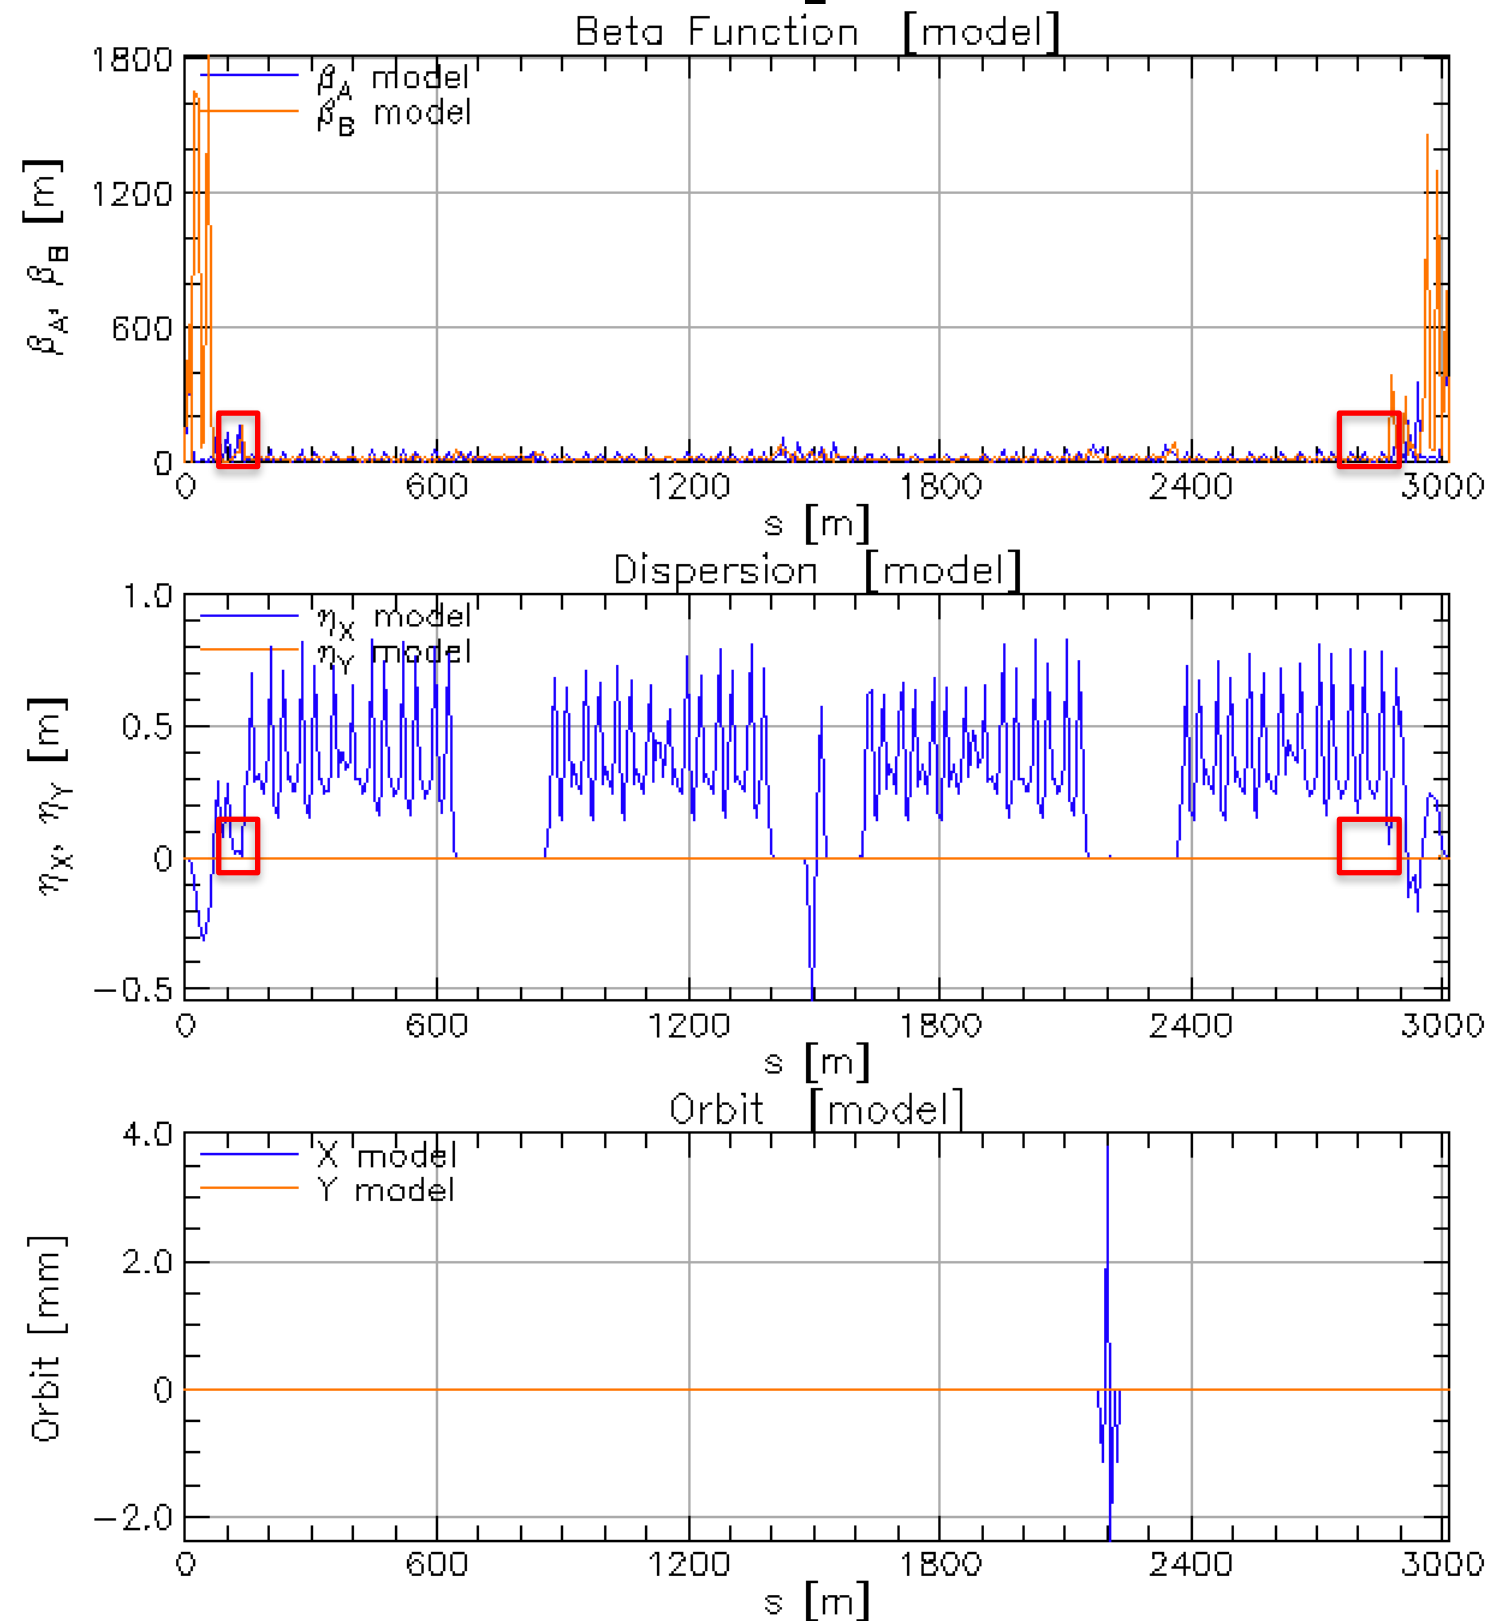 Beta Function [model]
1800
1200
600
0
β_A model
β_B model
β_A, β_B [m]
0 600 1200 1800 2400 3000
s [m]
Dispersion [model]
1.0
0.5
0
−0.5
η_X model
η_Y model
η_X, η_Y [m]
0 600 1200 1800 2400 3000
s [m]
Orbit [model]
4.0
2.0
0
−2.0
X model
Y model
Orbit [mm]
0 600 1200 1800 2400 3000
s [m]